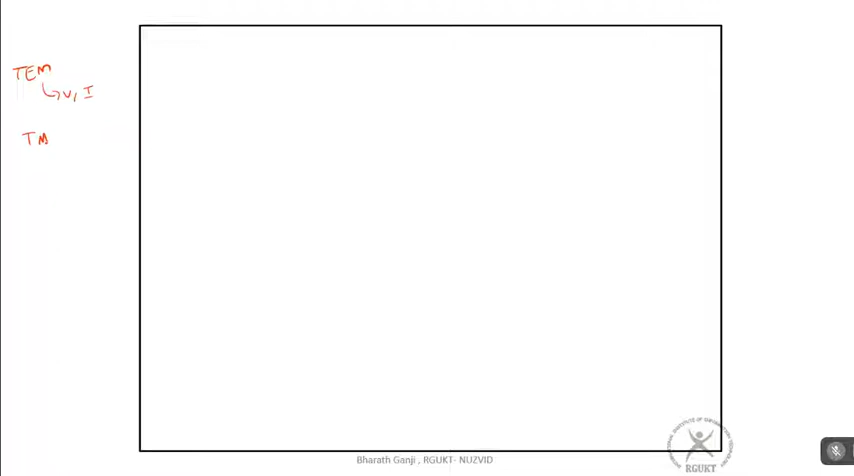 TEM
↳ V, I
TM
Bharath Ganji , RGUKT- NUZVID
RGUKT